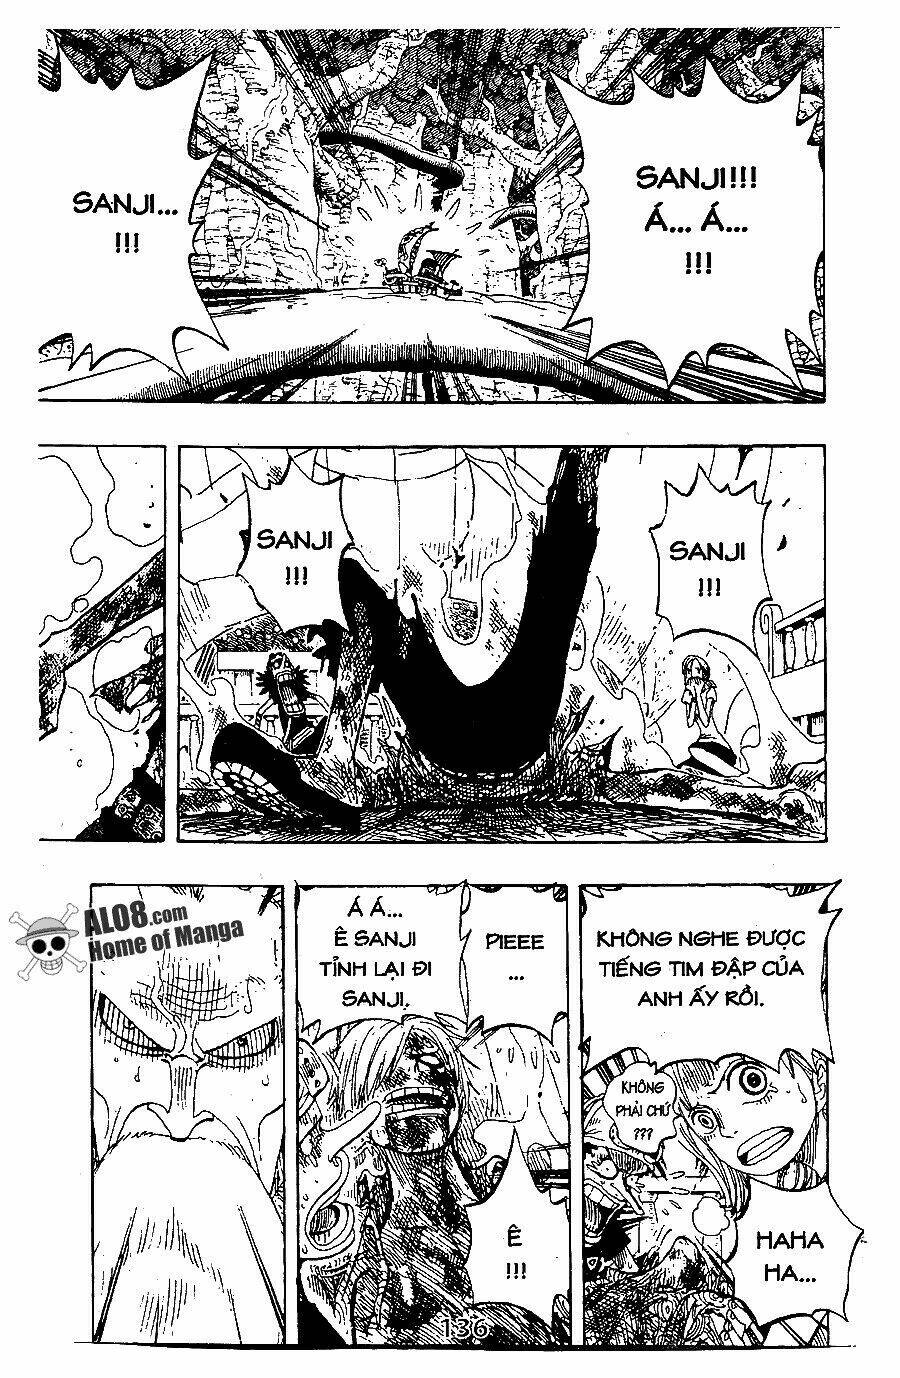 SANJI!!!
Á... Á...
!!!
SANJI...
!!!
SANJI
!!!
SANJI
!!!
KHÔNG NGHE ĐƯỢC
TIẾNG TIM ĐẬP CỦA
ANH ẤY RỒI.
KHÔNG
PHẢI CHỨ
???
HAHA
HA...
PIEEE
...
Á Á...
Ê SANJI
TỈNH LẠI ĐI
SANJI.
Ê
!!!
AL08.com
Home of Manga
136